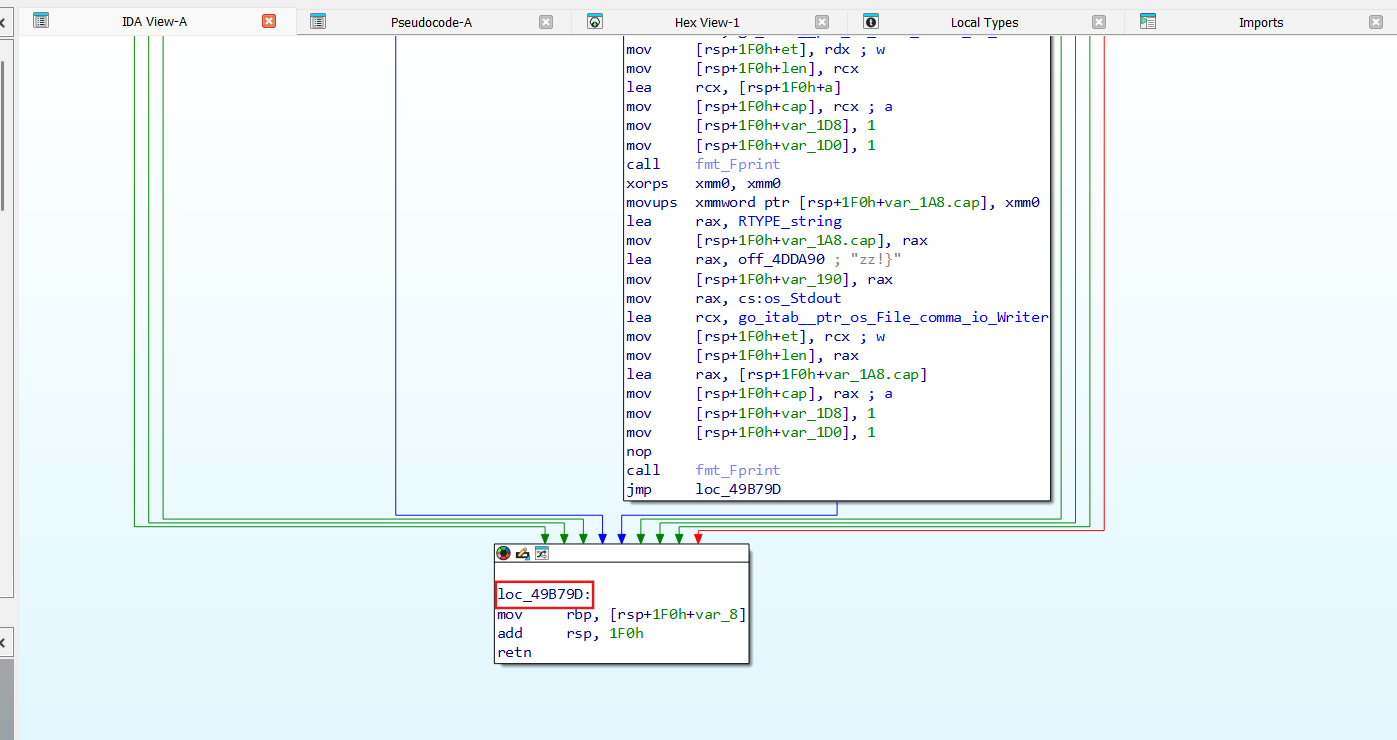 IDA View-A Pseudocode-A Hex View-1 Local Types Imports
mov [rsp+1F0h+et], rdx ; w
mov [rsp+1F0h+len], rcx
lea rcx, [rsp+1F0h+a]
mov [rsp+1F0h+cap], rcx ; a
mov [rsp+1F0h+var_1D8], 1
mov [rsp+1F0h+var_1D0], 1
call fmt_Fprint
xorps xmm0, xmm0
movups xmmword ptr [rsp+1F0h+var_1A8.cap], xmm0
lea rax, RTYPE_string
mov [rsp+1F0h+var_1A8.cap], rax
lea rax, off_4DDA90 ; "zz!}"
mov [rsp+1F0h+var_190], rax
mov rax, cs:os_Stdout
lea rcx, go_itab__ptr_os_File_comma_io_Writer
mov [rsp+1F0h+et], rcx ; w
mov [rsp+1F0h+len], rax
lea rax, [rsp+1F0h+var_1A8.cap]
mov [rsp+1F0h+cap], rax ; a
mov [rsp+1F0h+var_1D8], 1
mov [rsp+1F0h+var_1D0], 1
nop
call fmt_Fprint
jmp loc_49B79D
loc_49B79D:
mov rbp, [rsp+1F0h+var_8]
add rsp, 1F0h
retn